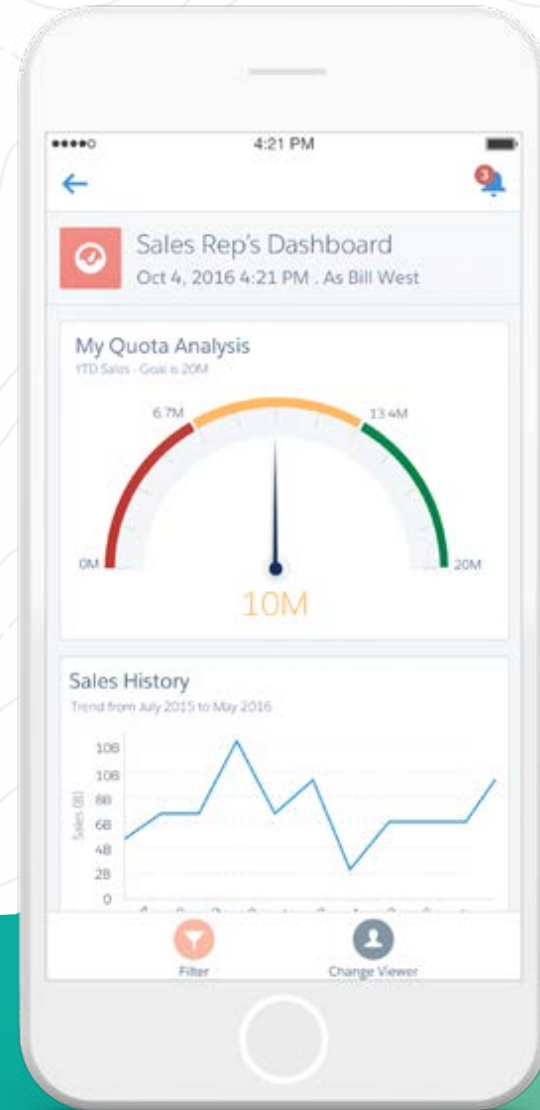 4:21 PM
3
Sales Rep's Dashboard
Oct 4, 2016 4:21 PM . As Bill West
My Quota Analysis
YTD Sales - Goal is 20M
6.7M
13.4M
0M
20M
10M
Sales History
Trend from July 2015 to May 2016
10B
10B
8B
6B
4B
2B
0
Sales (B)
Filter
Change Viewer